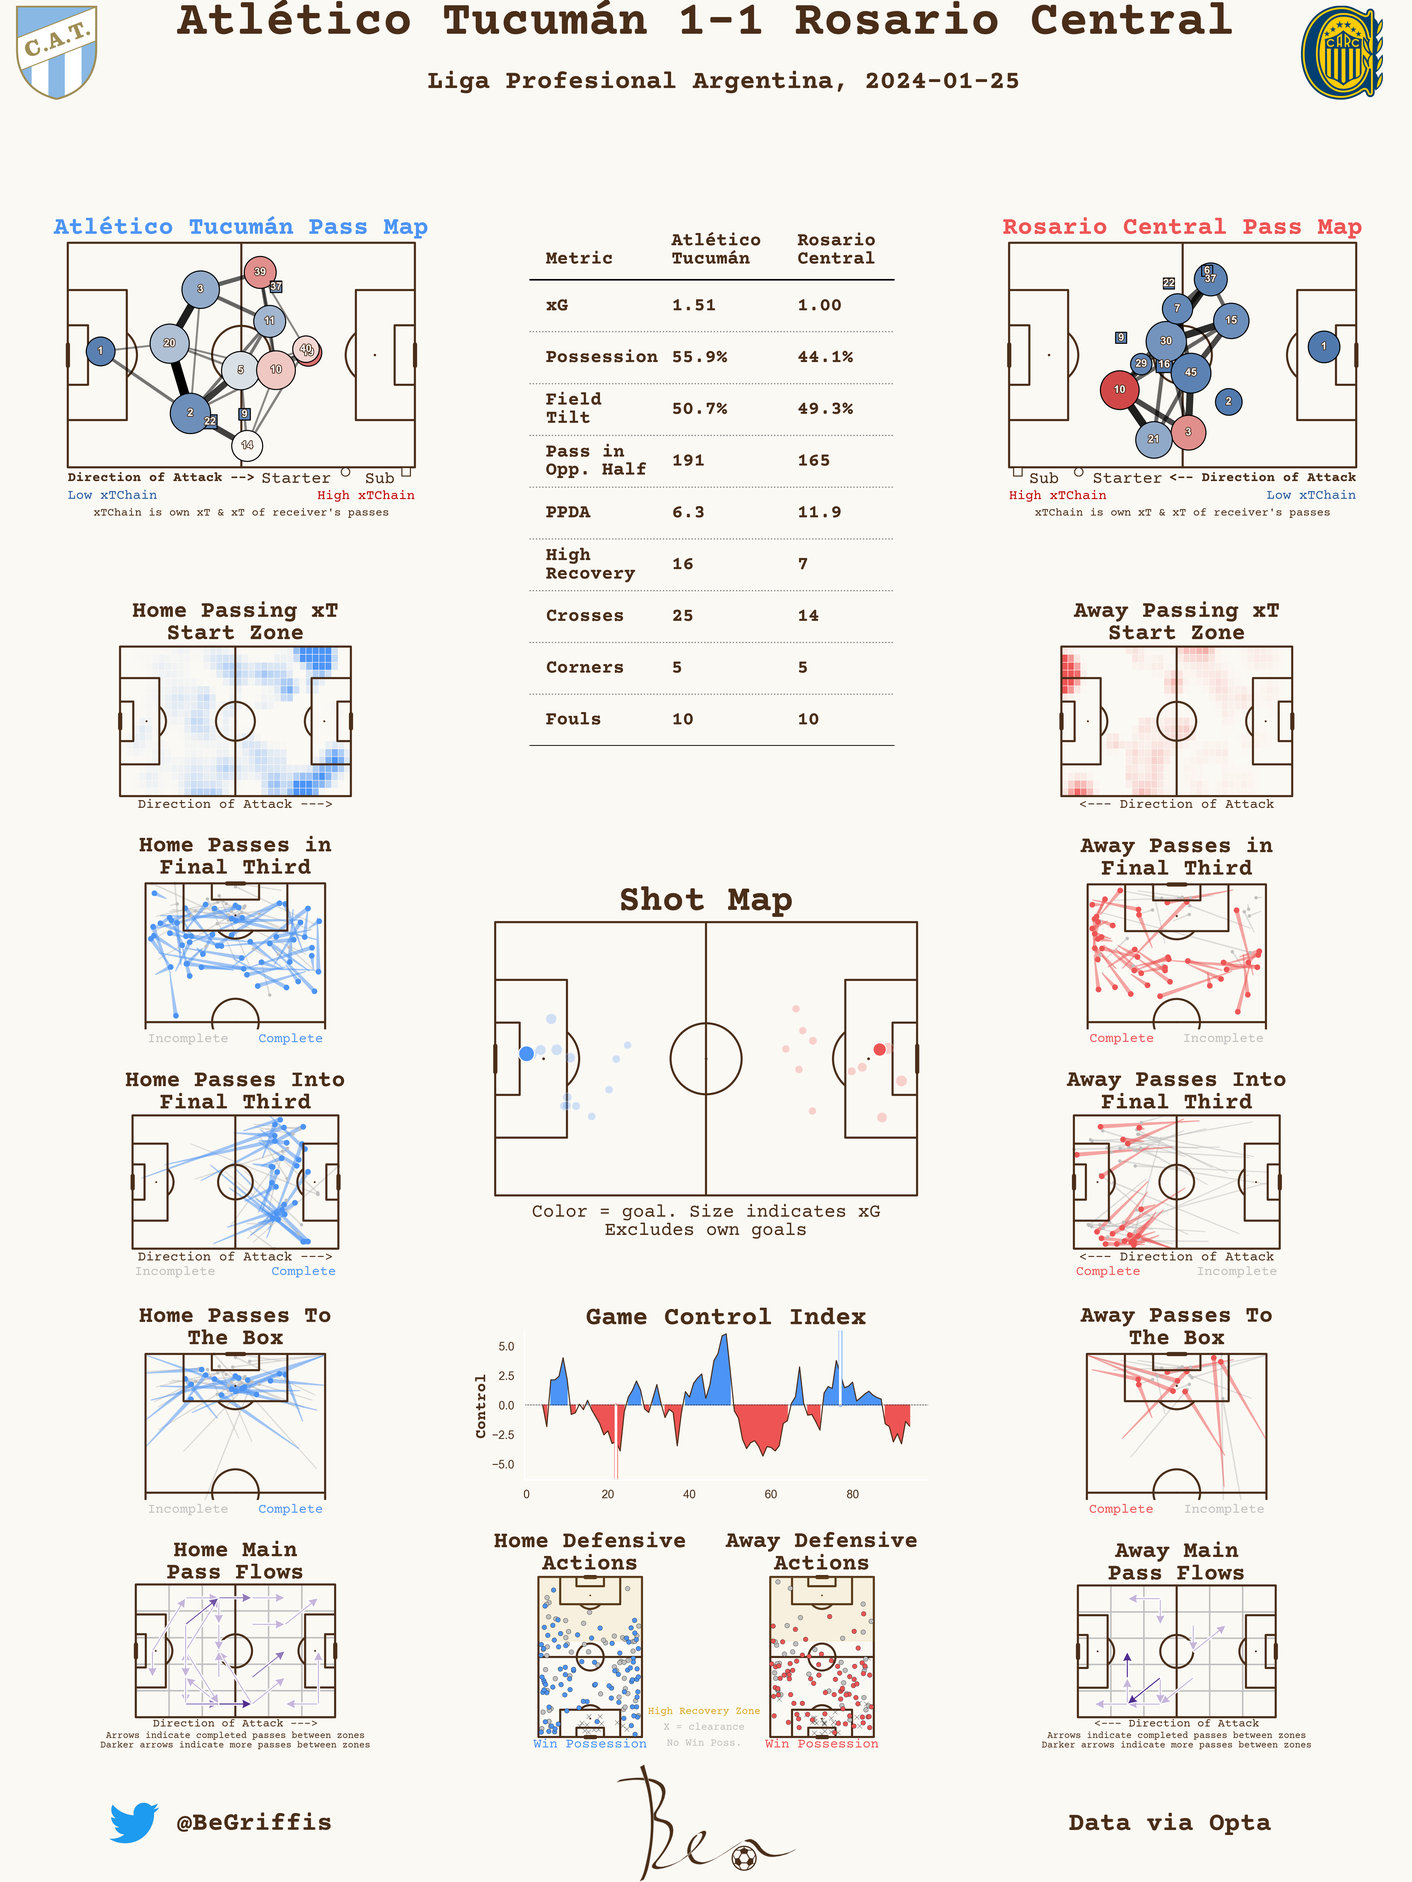 Atlético Tucumán 1-1 Rosario Central
Liga Profesional Argentina, 2024-01-25
C.A.T.
CARC
Atlético Tucumán Pass Map
39
37
3
11
20
1
40
5
10
2
22
9
14
Direction of Attack --> Starter Sub
Low xTChain High xTChain
xTChain is own xT & xT of receiver's passes
Metric Atlético Tucumán Rosario Central
xG 1.51 1.00
Possession 55.9% 44.1%
Field Tilt 50.7% 49.3%
Pass in Opp. Half 191 165
PPDA 6.3 11.9
High Recovery 16 7
Crosses 25 14
Corners 5 5
Fouls 10 10
Rosario Central Pass Map
6
37
22
7
15
9
30
1
29
16
45
10
2
21
3
Sub Starter <-- Direction of Attack
High xTChain Low xTChain
xTChain is own xT & xT of receiver's passes
Home Passing xT
Start Zone
Direction of Attack --->
Away Passing xT
Start Zone
<--- Direction of Attack
Home Passes in
Final Third
Incomplete Complete
Away Passes in
Final Third
Complete Incomplete
Shot Map
Color = goal. Size indicates xG
Excludes own goals
Home Passes Into
Final Third
Direction of Attack --->
Incomplete Complete
Away Passes Into
Final Third
<--- Direction of Attack
Complete Incomplete
Home Passes To
The Box
Incomplete Complete
Game Control Index
Control
5.0
2.5
0.0
−2.5
−5.0
0 20 40 60 80
Away Passes To
The Box
Complete Incomplete
Home Main
Pass Flows
Direction of Attack --->
Arrows indicate completed passes between zones
Darker arrows indicate more passes between zones
Home Defensive
Actions
Win Possession
Away Defensive
Actions
Win Possession
High Recovery Zone
X = clearance
No Win Poss.
Away Main
Pass Flows
<--- Direction of Attack
Arrows indicate completed passes between zones
Darker arrows indicate more passes between zones
@BeGriffis
Ben
Data via Opta